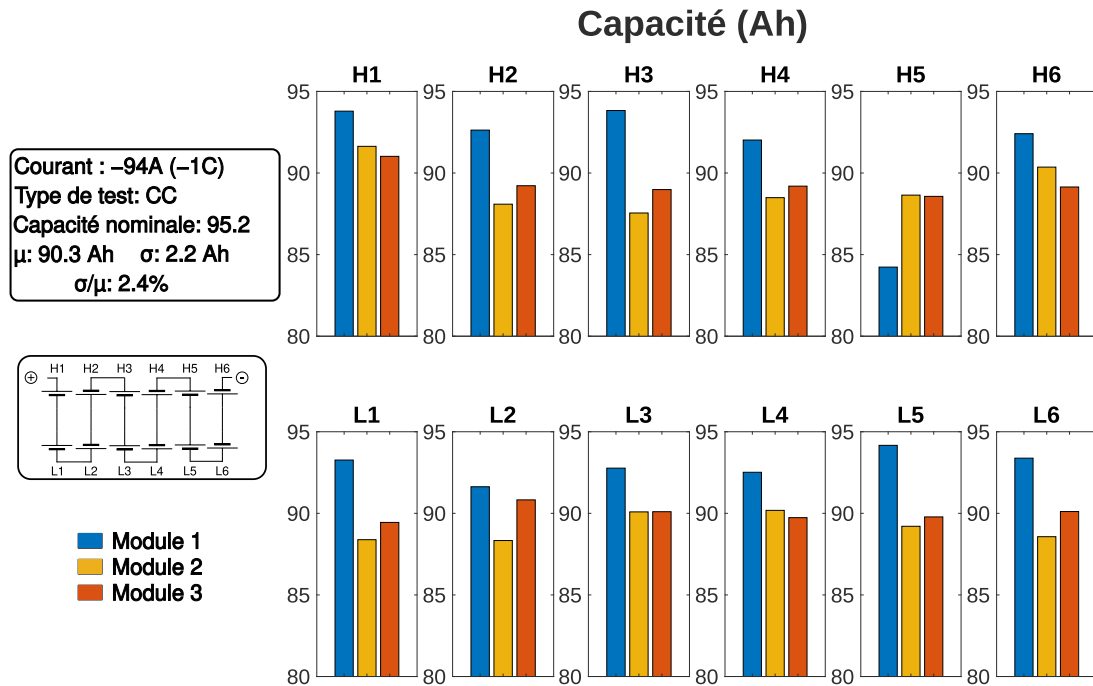 Capacité (Ah)
H1 H2 H3 H4 H5 H6
95 95 95 95 95 95
90 90 90 90 90 90
85 85 85 85 85 85
80 80 80 80 80 80
Courant : −94A (−1C)
Type de test: CC
Capacité nominale: 95.2
μ: 90.3 Ah σ: 2.2 Ah
σ/μ: 2.4%
+ H1 H2 H3 H4 H5 H6 −
L1 L2 L3 L4 L5 L6
L1 L2 L3 L4 L5 L6
95 95 95 95 95 95
90 90 90 90 90 90
85 85 85 85 85 85
80 80 80 80 80 80
Module 1
Module 2
Module 3